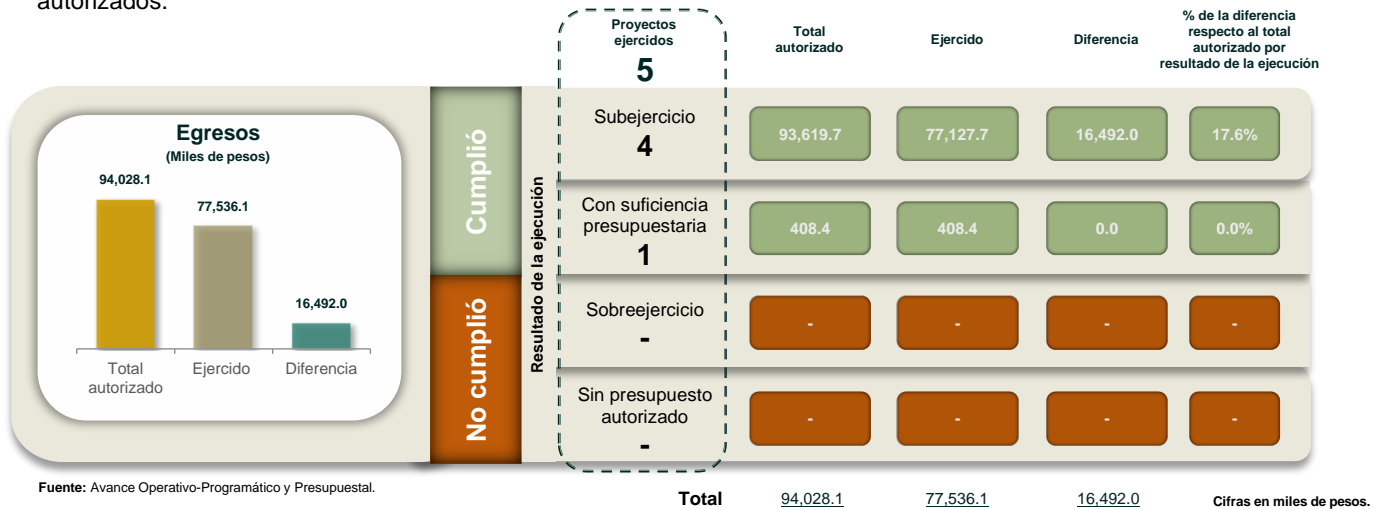 autorizados.
Proyectos
ejercidos
5
Total
autorizado
Ejercido
Diferencia
% de la diferencia
respecto al total
autorizado por
resultado de la ejecución
Egresos
(Miles de pesos)
94,028.1
77,536.1
16,492.0
Total
autorizado
Ejercido
Diferencia
Cumplió
No cumplió
Resultado de la ejecución
Subejercicio
4
93,619.7
77,127.7
16,492.0
17.6%
Con suficiencia
presupuestaria
1
408.4
408.4
0.0
0.0%
Sobreejercicio
-
-
-
-
-
Sin presupuesto
autorizado
-
-
-
-
-
Fuente: Avance Operativo-Programático y Presupuestal.
Total
94,028.1
77,536.1
16,492.0
Cifras en miles de pesos.